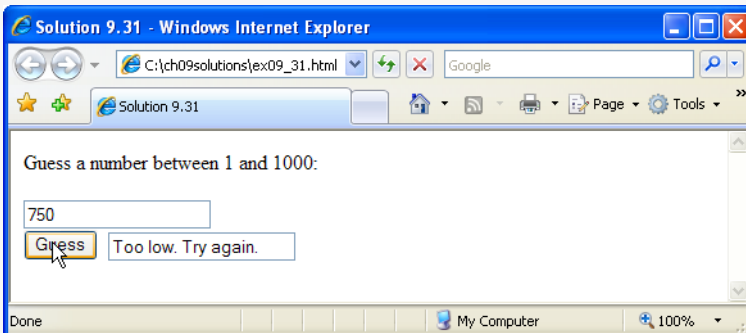 Solution 9.31 - Windows Internet Explorer
C:\ch09solutions\ex09_31.html
Google
Solution 9.31
Page
Tools
»
Guess a number between 1 and 1000:
750
Guess
Too low. Try again.
Done
My Computer
100%